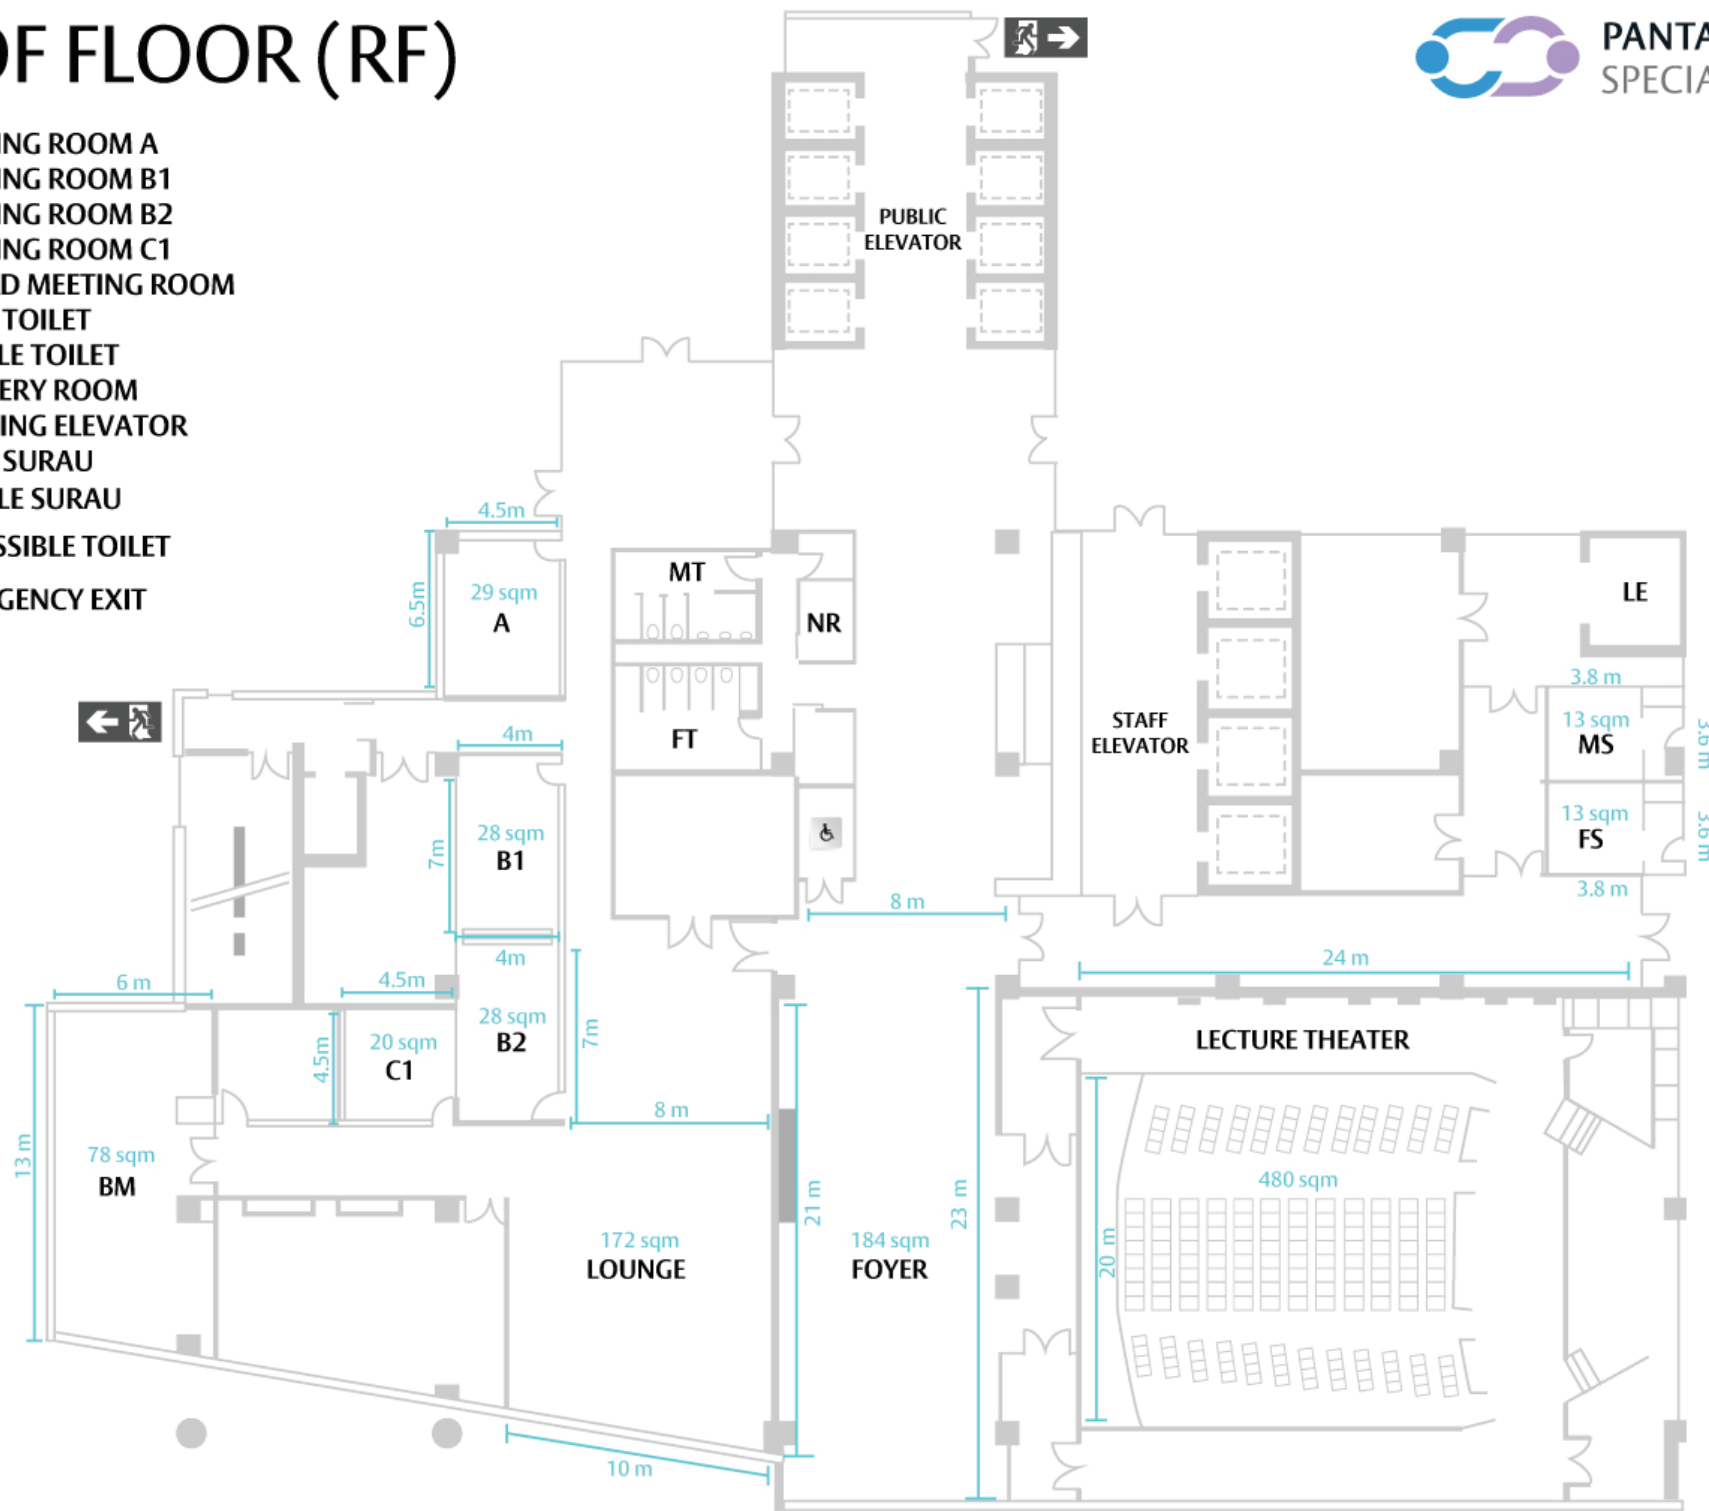 OF FLOOR (RF)
PANTA
SPECIA
ING ROOM A
ING ROOM B1
ING ROOM B2
ING ROOM C1
D MEETING ROOM
TOILET
LE TOILET
ERY ROOM
ING ELEVATOR
SURAU
LE SURAU
SSIBLE TOILET
GENCY EXIT
PUBLIC
ELEVATOR
4.5m
6.5m
29 sqm
A
MT
NR
LE
FT
STAFF
ELEVATOR
3.8 m
13 sqm
MS
3.6 m
13 sqm
FS
3.6 m
3.8 m
4m
28 sqm
B1
7m
8 m
4m
24 m
6 m
4.5m
28 sqm
B2
7m
20 sqm
C1
4.5m
8 m
LECTURE THEATER
13 m
78 sqm
BM
21 m
23 m
480 sqm
20 m
172 sqm
LOUNGE
184 sqm
FOYER
10 m